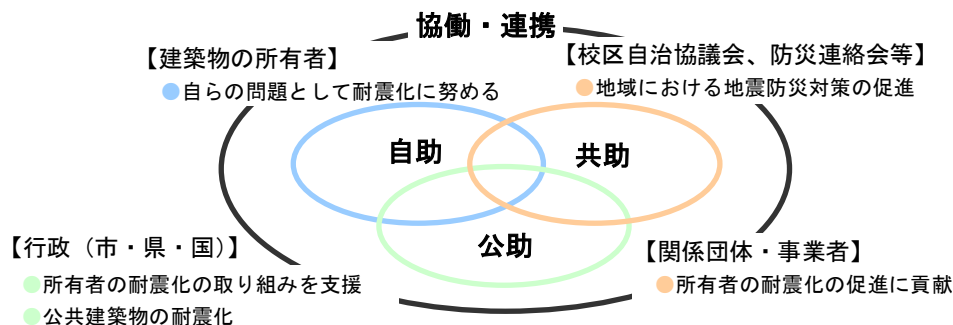 協働・連携
【建築物の所有者】
●自らの問題として耐震化に努める
【校区自治協議会、防災連絡会等】
●地域における地震防災対策の促進
自助
共助
公助
【行政（市・県・国）】
●所有者の耐震化の取り組みを支援
●公共建築物の耐震化
【関係団体・事業者】
●所有者の耐震化の促進に貢献